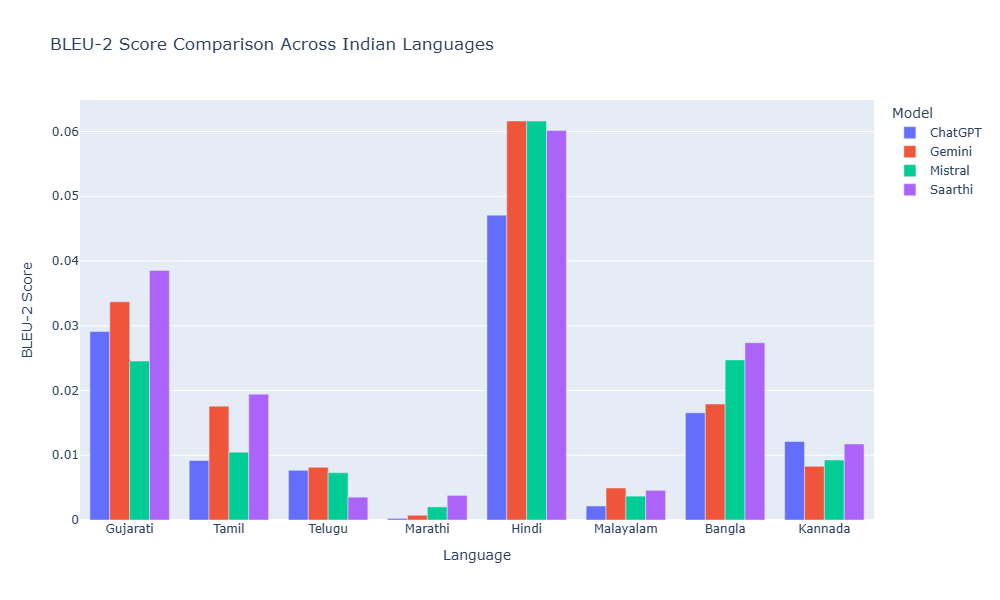 BLEU-2 Score Comparison Across Indian Languages
Model
ChatGPT
Gemini
Mistral
Saarthi
BLEU-2 Score
0.06
0.05
0.04
0.03
0.02
0.01
0
Gujarati Tamil Telugu Marathi Hindi Malayalam Bangla Kannada
Language